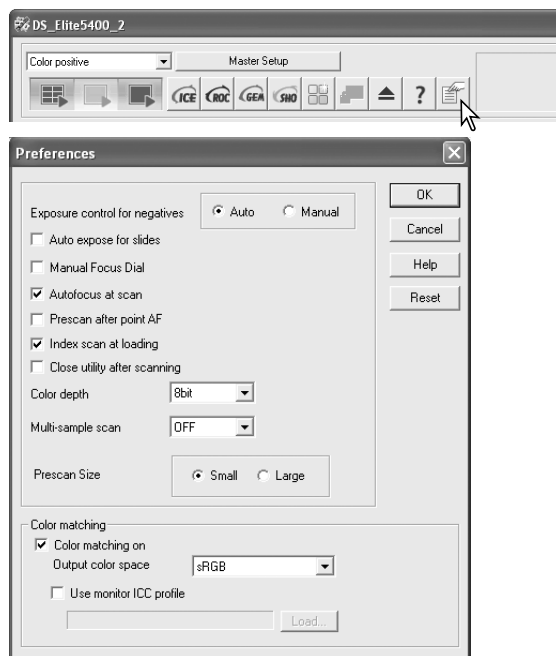 DS_Elite5400_2
Color positive
Master Setup
ICE ROC GEM SHO ?
Preferences
Exposure control for negatives Auto Manual
OK
Auto expose for slides
Cancel
Manual Focus Dial
Help
Autofocus at scan
Reset
Prescan after point AF
Index scan at loading
Close utility after scanning
Color depth 8bit
Multi-sample scan OFF
Prescan Size Small Large
Color matching
Color matching on
Output color space sRGB
Use monitor ICC profile
Load...